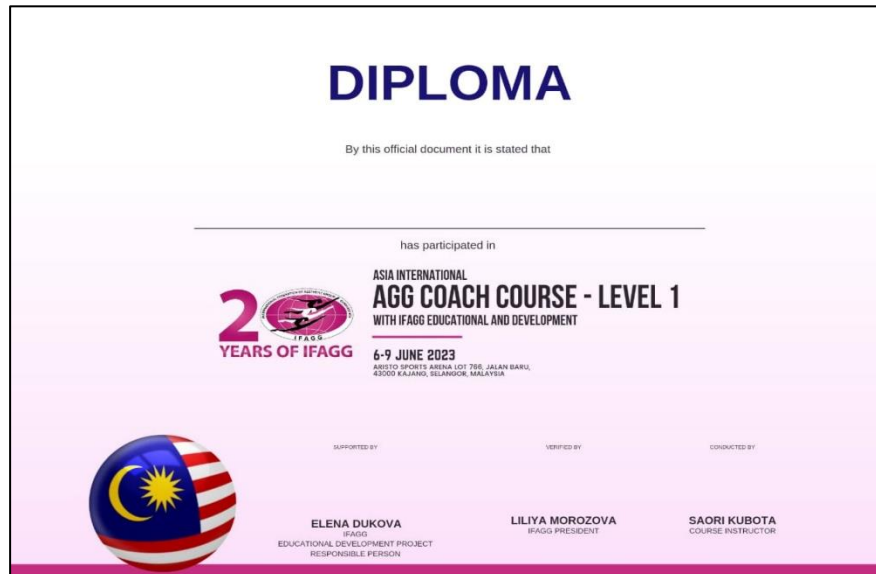 DIPLOMA
By this official document it is stated that
has participated in
20
IFAGG
YEARS OF IFAGG
ASIA INTERNATIONAL
AGG COACH COURSE - LEVEL 1
WITH IFAGG EDUCATIONAL AND DEVELOPMENT
6-9 JUNE 2023
ARISTO SPORTS ARENA LOT 786, JALAN BARU,
43000 KAJANG, SELANGOR, MALAYSIA
SUPPORTED BY
VERIFIED BY
CONDUCTED BY
ELENA DUKOVA
IFAGG
EDUCATIONAL DEVELOPMENT PROJECT
RESPONSIBLE PERSON
LILIYA MOROZOVA
IFAGG PRESIDENT
SAORI KUBOTA
COURSE INSTRUCTOR